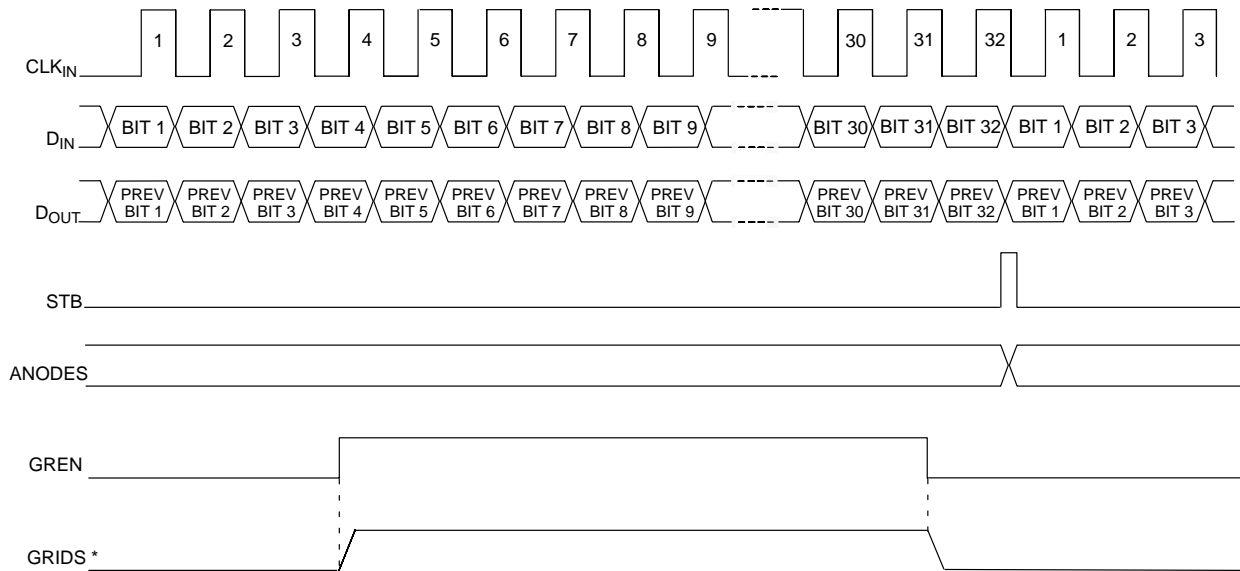 1 2 3 4 5 6 7 8 9 30 31 32 1 2 3
CLKIN
BIT 1 BIT 2 BIT 3 BIT 4 BIT 5 BIT 6 BIT 7 BIT 8 BIT 9 BIT 30 BIT 31 BIT 32 BIT 1 BIT 2 BIT 3
DIN
PREV PREV PREV PREV PREV PREV PREV PREV PREV PREV PREV PREV PREV PREV PREV
BIT 1 BIT 2 BIT 3 BIT 4 BIT 5 BIT 6 BIT 7 BIT 8 BIT 9 BIT 30 BIT 31 BIT 32 BIT 1 BIT 2 BIT 3
DOUT
STB
ANODES
GREN
GRIDS *